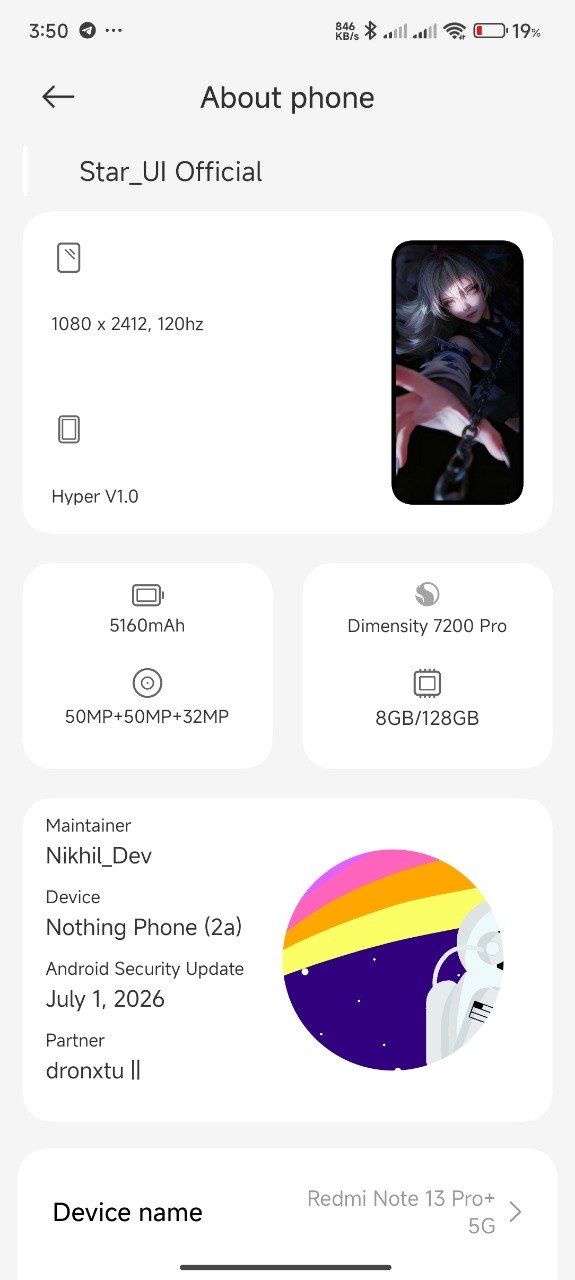 3:50 ··· 846 KB/s 19%
About phone
Star_UI Official
1080 x 2412, 120hz
Hyper V1.0
5160mAh
50MP+50MP+32MP
Dimensity 7200 Pro
8GB/128GB
Maintainer
Nikhil_Dev
Device
Nothing Phone (2a)
Android Security Update
July 1, 2026
Partner
dronxtu ||
Device name
Redmi Note 13 Pro+
5G